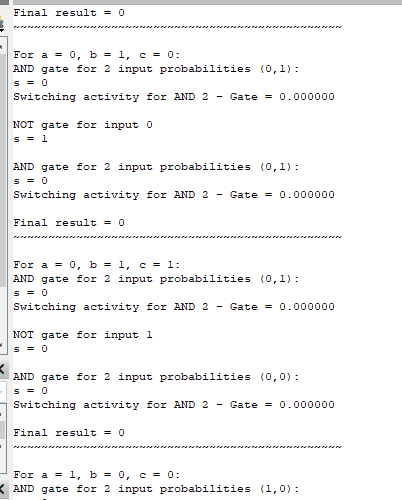 Final result = 0
~~~~~~~~~~~~~~~~~~~~~~~~~~~~~~~~~~~~~~~~~~~~~~~
For a = 0, b = 1, c = 0:
AND gate for 2 input probabilities (0,1):
s = 0
Switching activity for AND 2 - Gate = 0.000000
NOT gate for input 0
s = 1
AND gate for 2 input probabilities (0,1):
s = 0
Switching activity for AND 2 - Gate = 0.000000
Final result = 0
~~~~~~~~~~~~~~~~~~~~~~~~~~~~~~~~~~~~~~~~~~~~~~~
For a = 0, b = 1, c = 1:
AND gate for 2 input probabilities (0,1):
s = 0
Switching activity for AND 2 - Gate = 0.000000
NOT gate for input 1
s = 0
AND gate for 2 input probabilities (0,0):
s = 0
Switching activity for AND 2 - Gate = 0.000000
Final result = 0
~~~~~~~~~~~~~~~~~~~~~~~~~~~~~~~~~~~~~~~~~~~~~~~
For a = 1, b = 0, c = 0:
AND gate for 2 input probabilities (1,0):